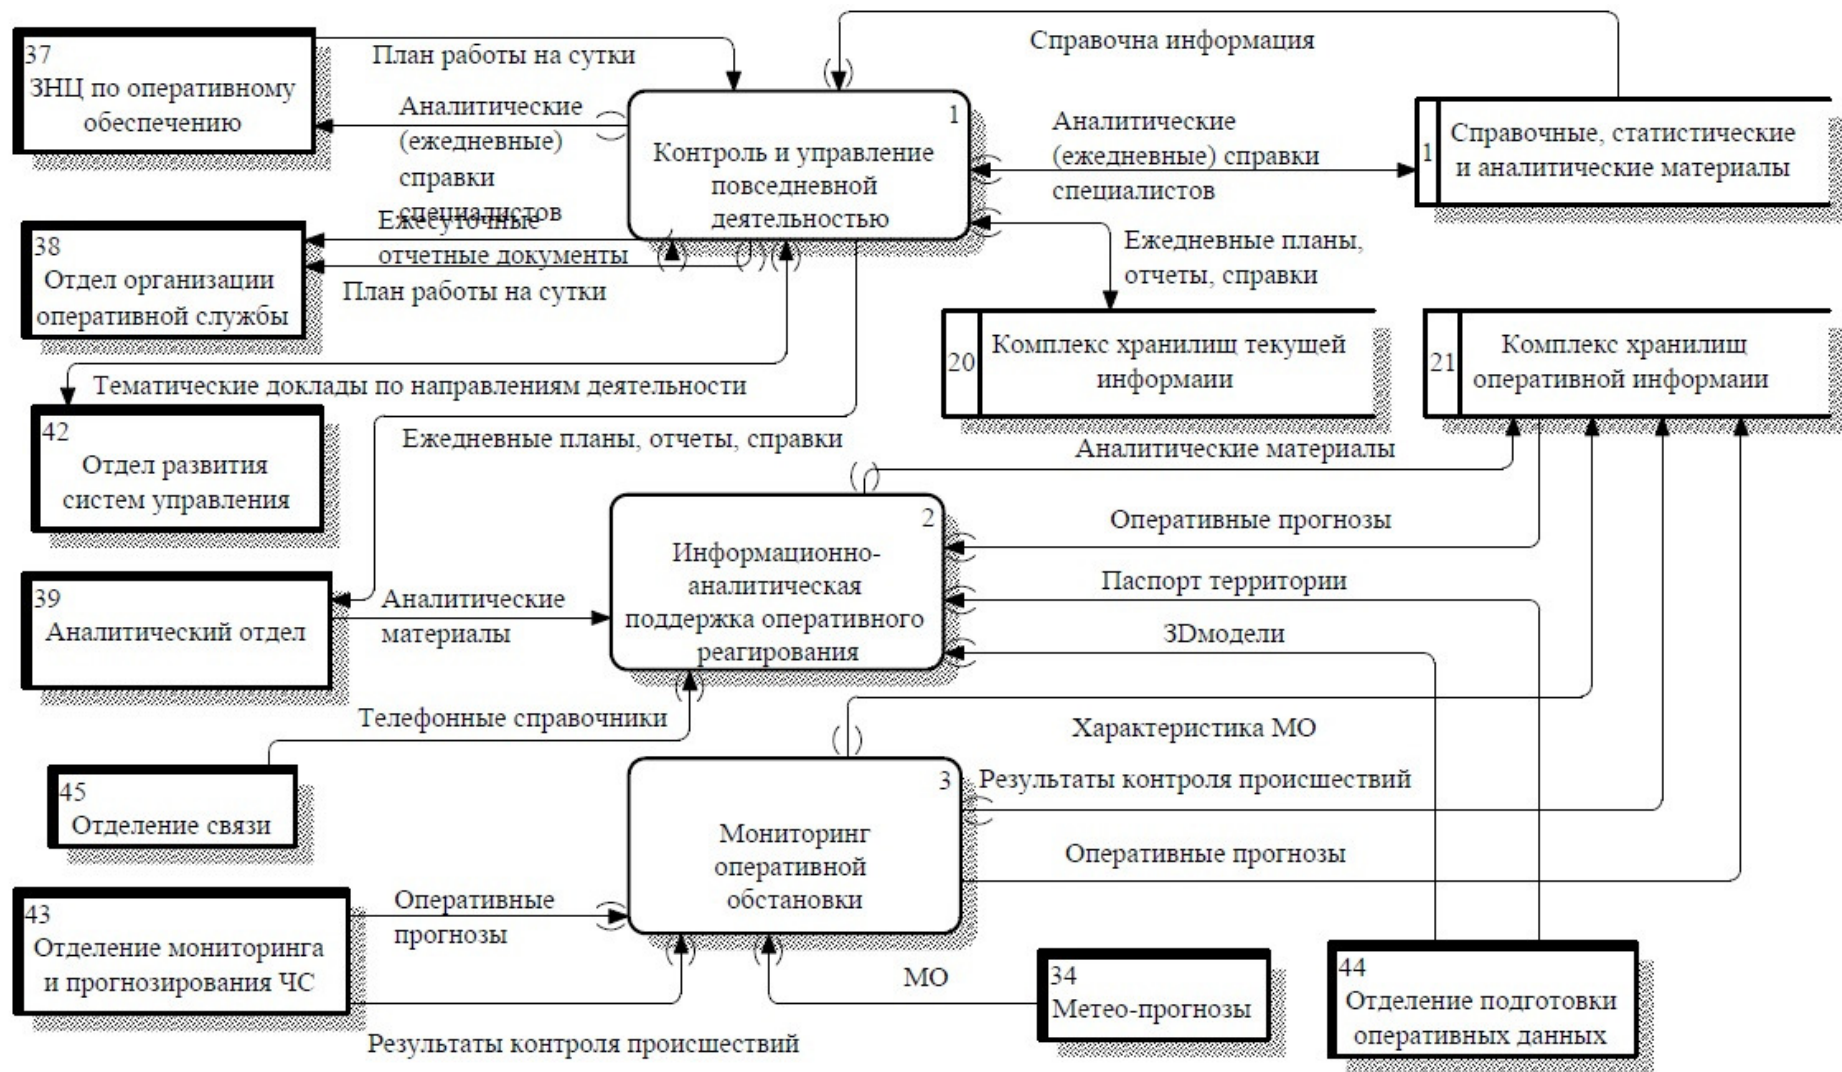 37
ЗНЦ по оперативному
обеспечению
План работы на сутки
Справочна информация
Аналитические
(ежедневные)
справки
специалистов
1
Контроль и управление
повседневной
деятельностью
Аналитические
(ежедневные) справки
специалистов
1
Справочные, статистические
и аналитические материалы
38
Отдел организации
оперативной службы
Ежесуточные
отчетные документы
План работы на сутки
Ежедневные планы,
отчеты, справки
20
Комплекс хранилищ текущей
информаии
21
Комплекс хранилищ
оперативной информаии
Тематические доклады по направлениям деятельности
42
Отдел развития
систем управления
Ежедневные планы, отчеты, справки
Аналитические материалы
2
Информационно-
аналитическая
поддержка оперативного
реагирования
Оперативные прогнозы
Паспорт территории
3Dмодели
39
Аналитический отдел
Аналитические
материалы
Телефонные справочники
45
Отделение связи
Характеристика МО
3
Мониторинг
оперативной
обстановки
Результаты контроля происшествий
Оперативные прогнозы
43
Отделение мониторинга
и прогнозирования ЧС
Оперативные
прогнозы
Результаты контроля происшествий
МО
34
Метео-прогнозы
44
Отделение подготовки
оперативных данных